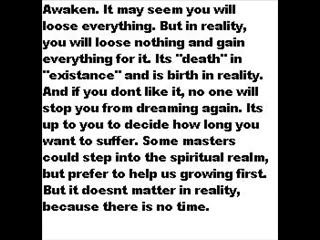 Awaken. It may seem you will
loose everything. But in reality,
you will loose nothing and gain
everything for it. Its "death" in
"existance" and is birth in reality.
And if you dont like it, no one will
stop you from dreaming again. Its
up to you to decide how long you
want to suffer. Some masters
could step into the spiritual realm,
but prefer to help us growing first.
But it doesnt matter in reality,
because there is no time.